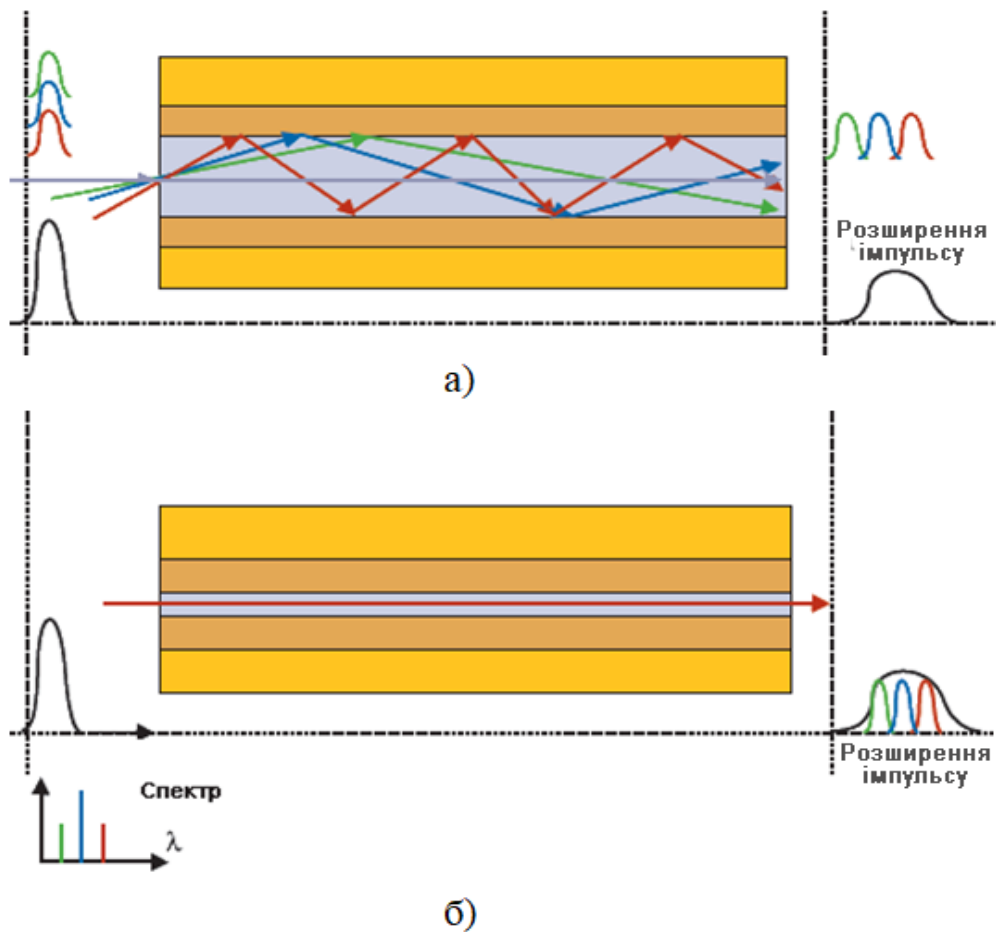 Розширення
імпульсу
а)
Розширення
імпульсу
Спектр
λ
б)